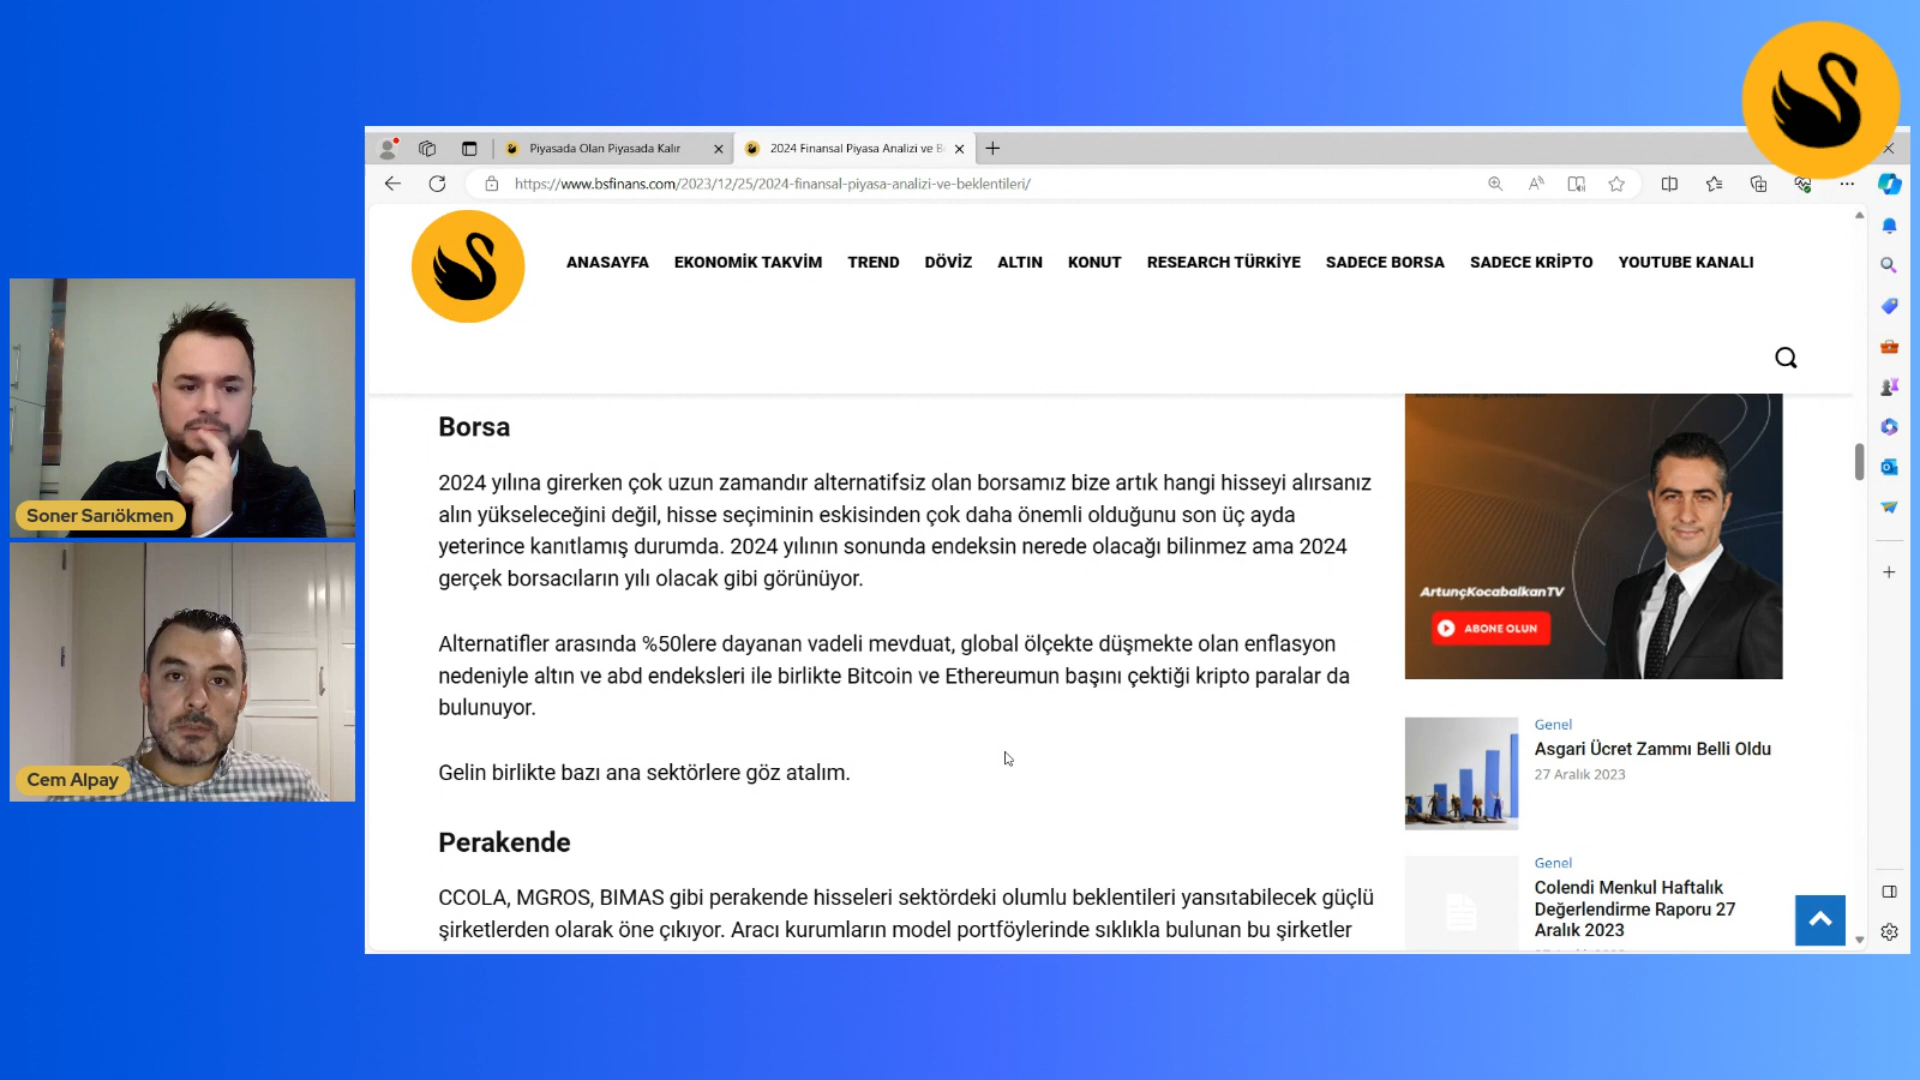 Piyasada Olan Piyasada Kalır
2024 Finansal Piyasa Analizi ve B
https://www.bsfinans.com/2023/12/25/2024-finansal-piyasa-analizi-ve-beklentileri/
ANASAYFA EKONOMİK TAKVİM TREND DÖVİZ ALTIN KONUT RESEARCH TÜRKİYE SADECE BORSA SADECE KRİPTO YOUTUBE KANALI
Borsa
2024 yılına girerken çok uzun zamandır alternatifsiz olan borsamız bize artık hangi hisseyi alırsanız
alın yükseleceğini değil, hisse seçiminin eskisinden çok daha önemli olduğunu son üç ayda
yeterince kanıtlamış durumda. 2024 yılının sonunda endeksin nerede olacağı bilinmez ama 2024
gerçek borsacıların yılı olacak gibi görünüyor.
Alternatifler arasında %50lere dayanan vadeli mevduat, global ölçekte düşmekte olan enflasyon
nedeniyle altın ve abd endeksleri ile birlikte Bitcoin ve Ethereumun başını çektiği kripto paralar da
bulunuyor.
Gelin birlikte bazı ana sektörlere göz atalım.
Perakende
CCOLA, MGROS, BIMAS gibi perakende hisseleri sektördeki olumlu beklentileri yansıtabilecek güçlü
şirketlerden olarak öne çıkıyor. Aracı kurumların model portföylerinde sıklıkla bulunan bu şirketler
ArtunçKocabalkanTV
ABONE OLUN
Genel
Asgari Ücret Zammı Belli Oldu
27 Aralık 2023
Genel
Colendi Menkul Haftalık
Değerlendirme Raporu 27
Aralık 2023
Soner Sarıökmen
Cem Alpay